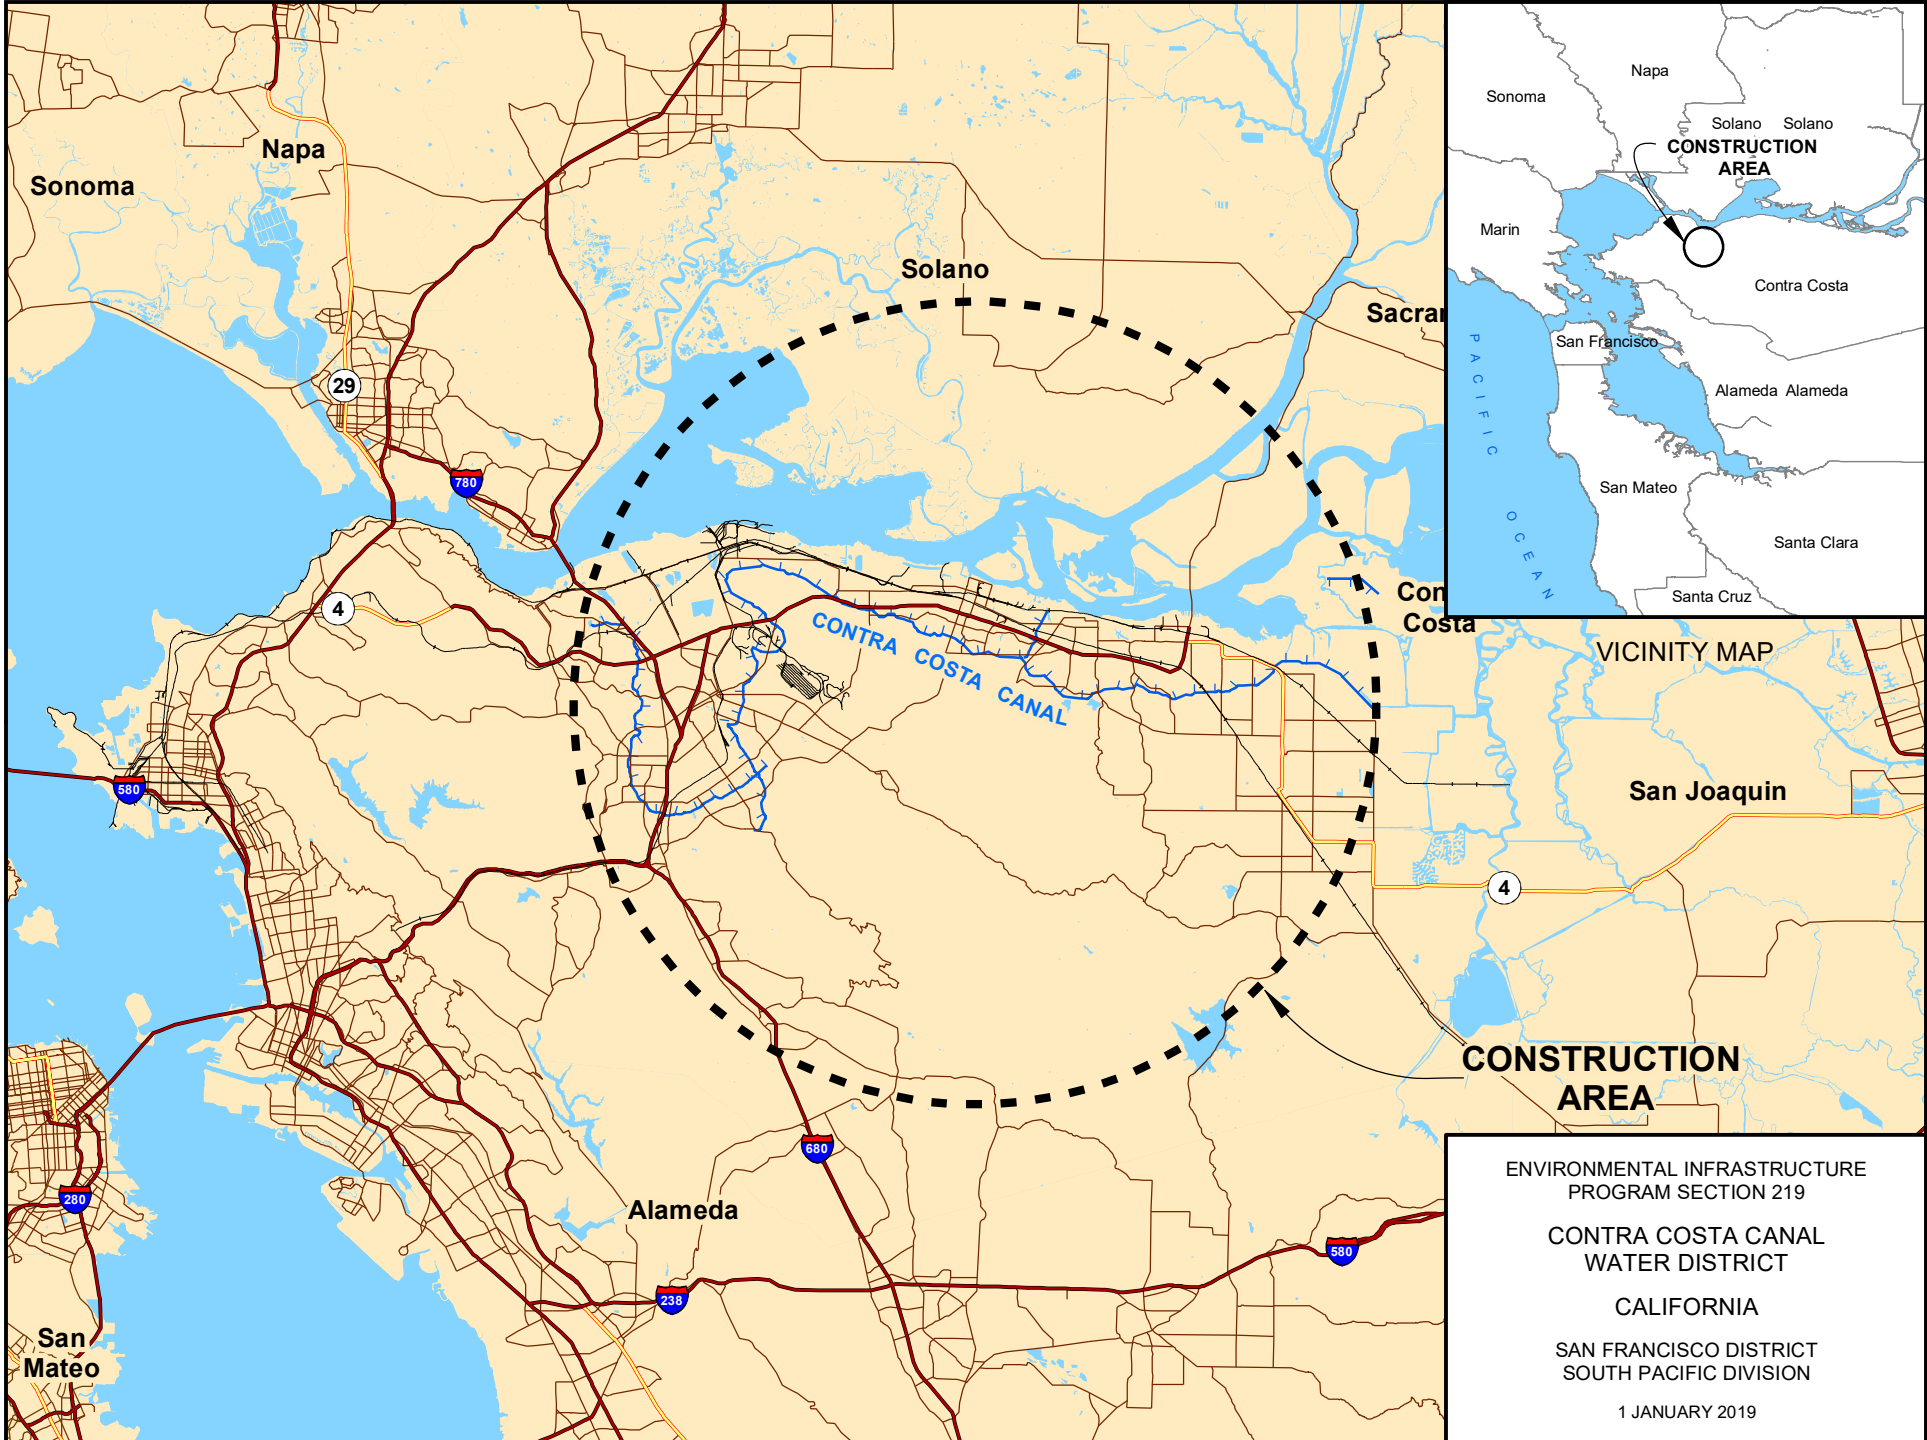 Napa
Sonoma
Solano
Sacra
29
780
4
Con
Costa
CONTRA COSTA CANAL
580
San Joaquin
4
CONSTRUCTION
AREA
680
280
Alameda
580
238
San
Mateo
Napa
Sonoma
Solano Solano
CONSTRUCTION
AREA
Marin
Contra Costa
San Francisco
PACIFIC OCEAN
Alameda Alameda
San Mateo
Santa Clara
Santa Cruz
VICINITY MAP
ENVIRONMENTAL INFRASTRUCTURE
PROGRAM SECTION 219
CONTRA COSTA CANAL
WATER DISTRICT
CALIFORNIA
SAN FRANCISCO DISTRICT
SOUTH PACIFIC DIVISION
1 JANUARY 2019